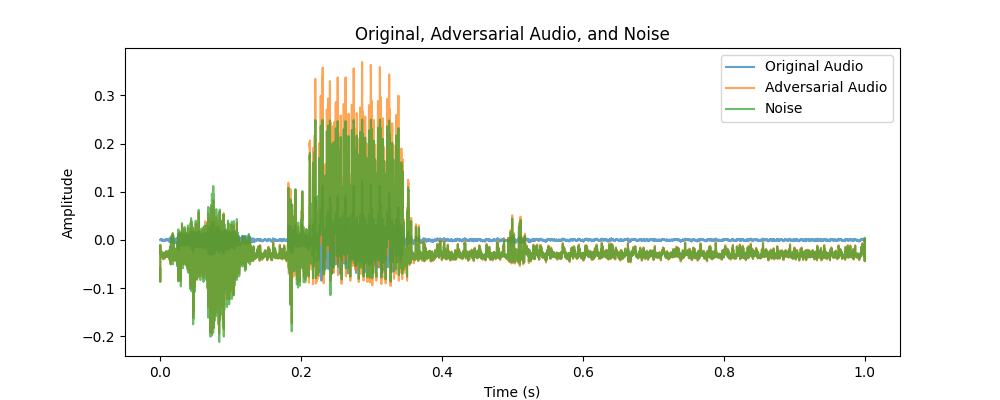 Original, Adversarial Audio, and Noise
Original Audio
Adversarial Audio
Noise
Amplitude
0.3
0.2
0.1
0.0
−0.1
−0.2
0.0 0.2 0.4 0.6 0.8 1.0
Time (s)